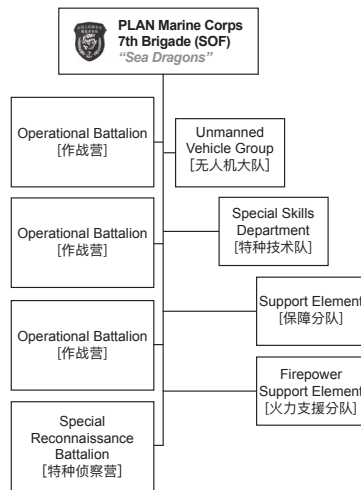 PLAN Marine Corps
7th Brigade (SOF)
“Sea Dragons”
Operational Battalion
[作战营]
Unmanned
Vehicle Group
[无人机大队]
Operational Battalion
[作战营]
Special Skills
Department
[特种技术队]
Operational Battalion
[作战营]
Support Element
[保障分队]
Firepower
Support Element
[火力支援分队]
Special
Reconnaissance
Battalion
[特种侦察营]